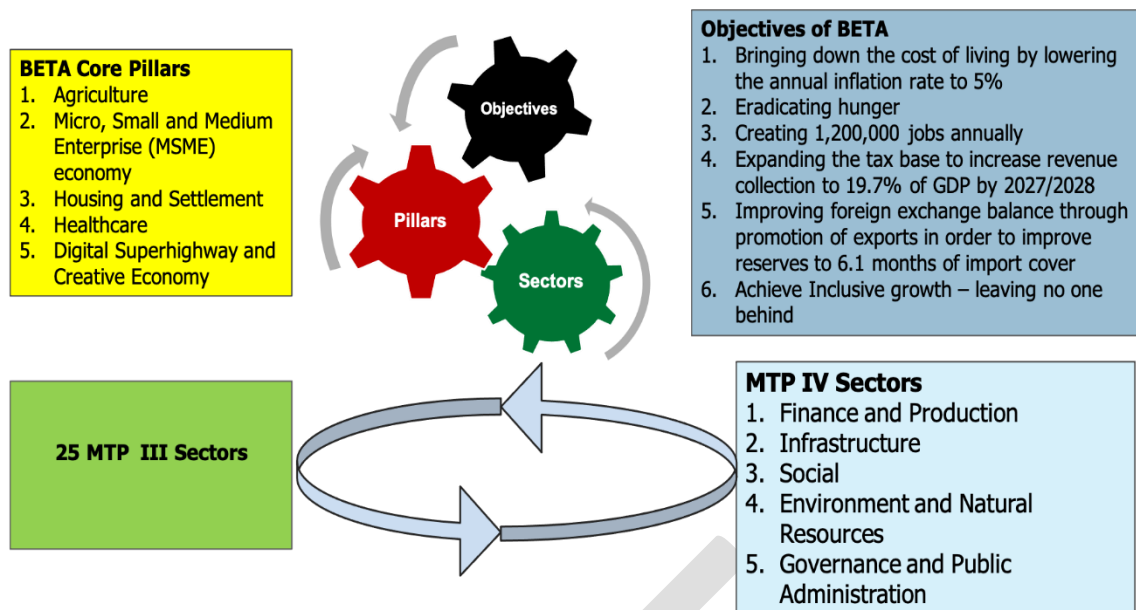 BETA Core Pillars
1. Agriculture
2. Micro, Small and Medium
Enterprise (MSME)
economy
3. Housing and Settlement
4. Healthcare
5. Digital Superhighway and
Creative Economy
Objectives
Pillars
Sectors
Objectives of BETA
1. Bringing down the cost of living by lowering
the annual inflation rate to 5%
2. Eradicating hunger
3. Creating 1,200,000 jobs annually
4. Expanding the tax base to increase revenue
collection to 19.7% of GDP by 2027/2028
5. Improving foreign exchange balance through
promotion of exports in order to improve
reserves to 6.1 months of import cover
6. Achieve Inclusive growth – leaving no one
behind
25 MTP III Sectors
MTP IV Sectors
1. Finance and Production
2. Infrastructure
3. Social
4. Environment and Natural
Resources
5. Governance and Public
Administration